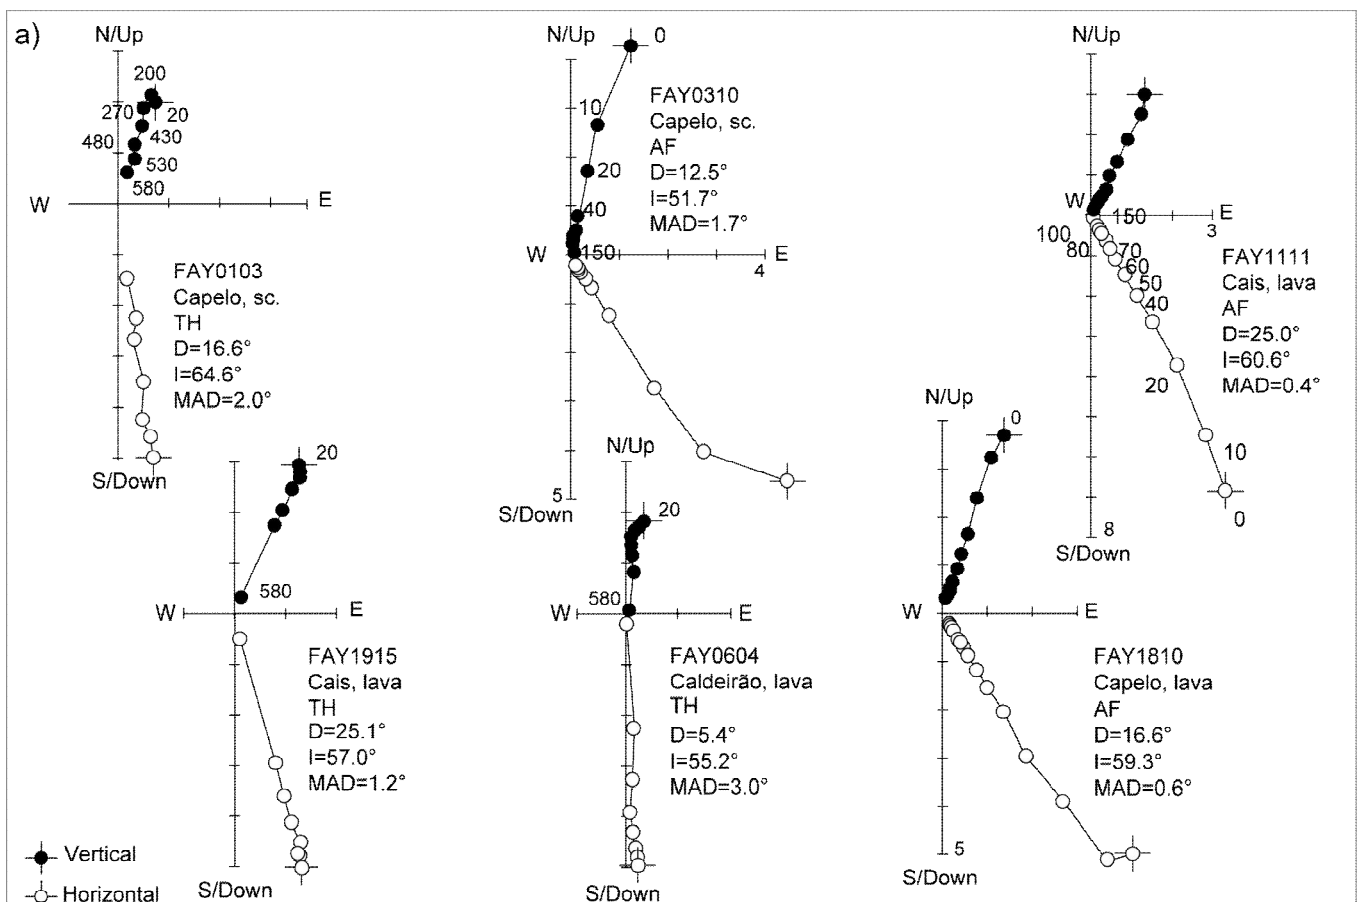 a)
N/Up
200
270
20
480
430
530
580
W
E
FAY0103
Capelo, sc.
TH
D=16.6°
I=64.6°
MAD=2.0°
S/Down
N/Up
0
10
20
40
150
W
E
4
FAY0310
Capelo, sc.
AF
D=12.5°
I=51.7°
MAD=1.7°
5
S/Down
N/Up
W
150
E
3
100
80
70
60
50
40
20
10
0
FAY1111
Cais, lava
AF
D=25.0°
I=60.6°
MAD=0.4°
8
S/Down
20
580
W
E
FAY1915
Cais, lava
TH
D=25.1°
I=57.0°
MAD=1.2°
S/Down
N/Up
20
580
W
E
FAY0604
Caldeirão, lava
TH
D=5.4°
I=55.2°
MAD=3.0°
S/Down
N/Up
0
W
E
FAY1810
Capelo, lava
AF
D=16.6°
I=59.3°
MAD=0.6°
5
S/Down
Vertical
Horizontal